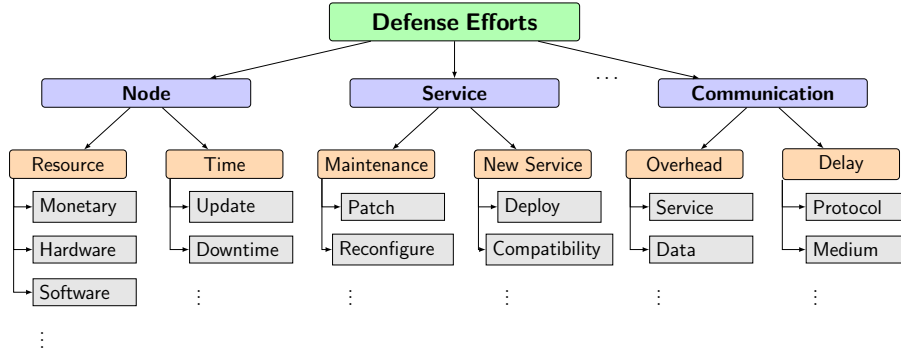 Defense Efforts
...
Node
Service
Communication
Resource
Time
Maintenance
New Service
Overhead
Delay
Monetary
Update
Patch
Deploy
Service
Protocol
Hardware
Downtime
Reconfigure
Compatibility
Data
Medium
Software
⋮
⋮
⋮
⋮
⋮
⋮